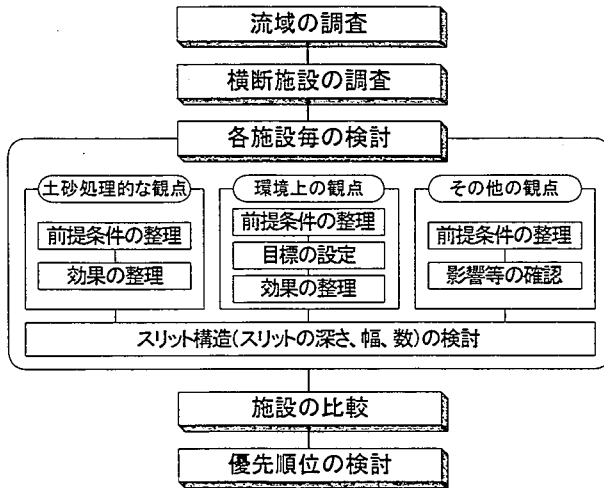 流域の調査
横断施設の調査
各施設毎の検討
土砂処理的な観点
前提条件の整理
効果の整理
環境上の観点
前提条件の整理
目標の設定
効果の整理
その他の観点
前提条件の整理
影響等の確認
スリット構造(スリットの深さ、幅、数)の検討
施設の比較
優先順位の検討